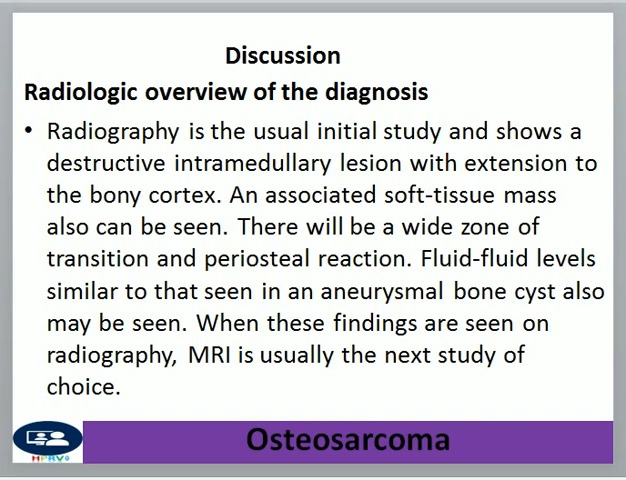 Discussion
Radiologic overview of the diagnosis
• Radiography is the usual initial study and shows a
destructive intramedullary lesion with extension to
the bony cortex. An associated soft-tissue mass
also can be seen. There will be a wide zone of
transition and periosteal reaction. Fluid-fluid levels
similar to that seen in an aneurysmal bone cyst also
may be seen. When these findings are seen on
radiography, MRI is usually the next study of
choice.
Osteosarcoma